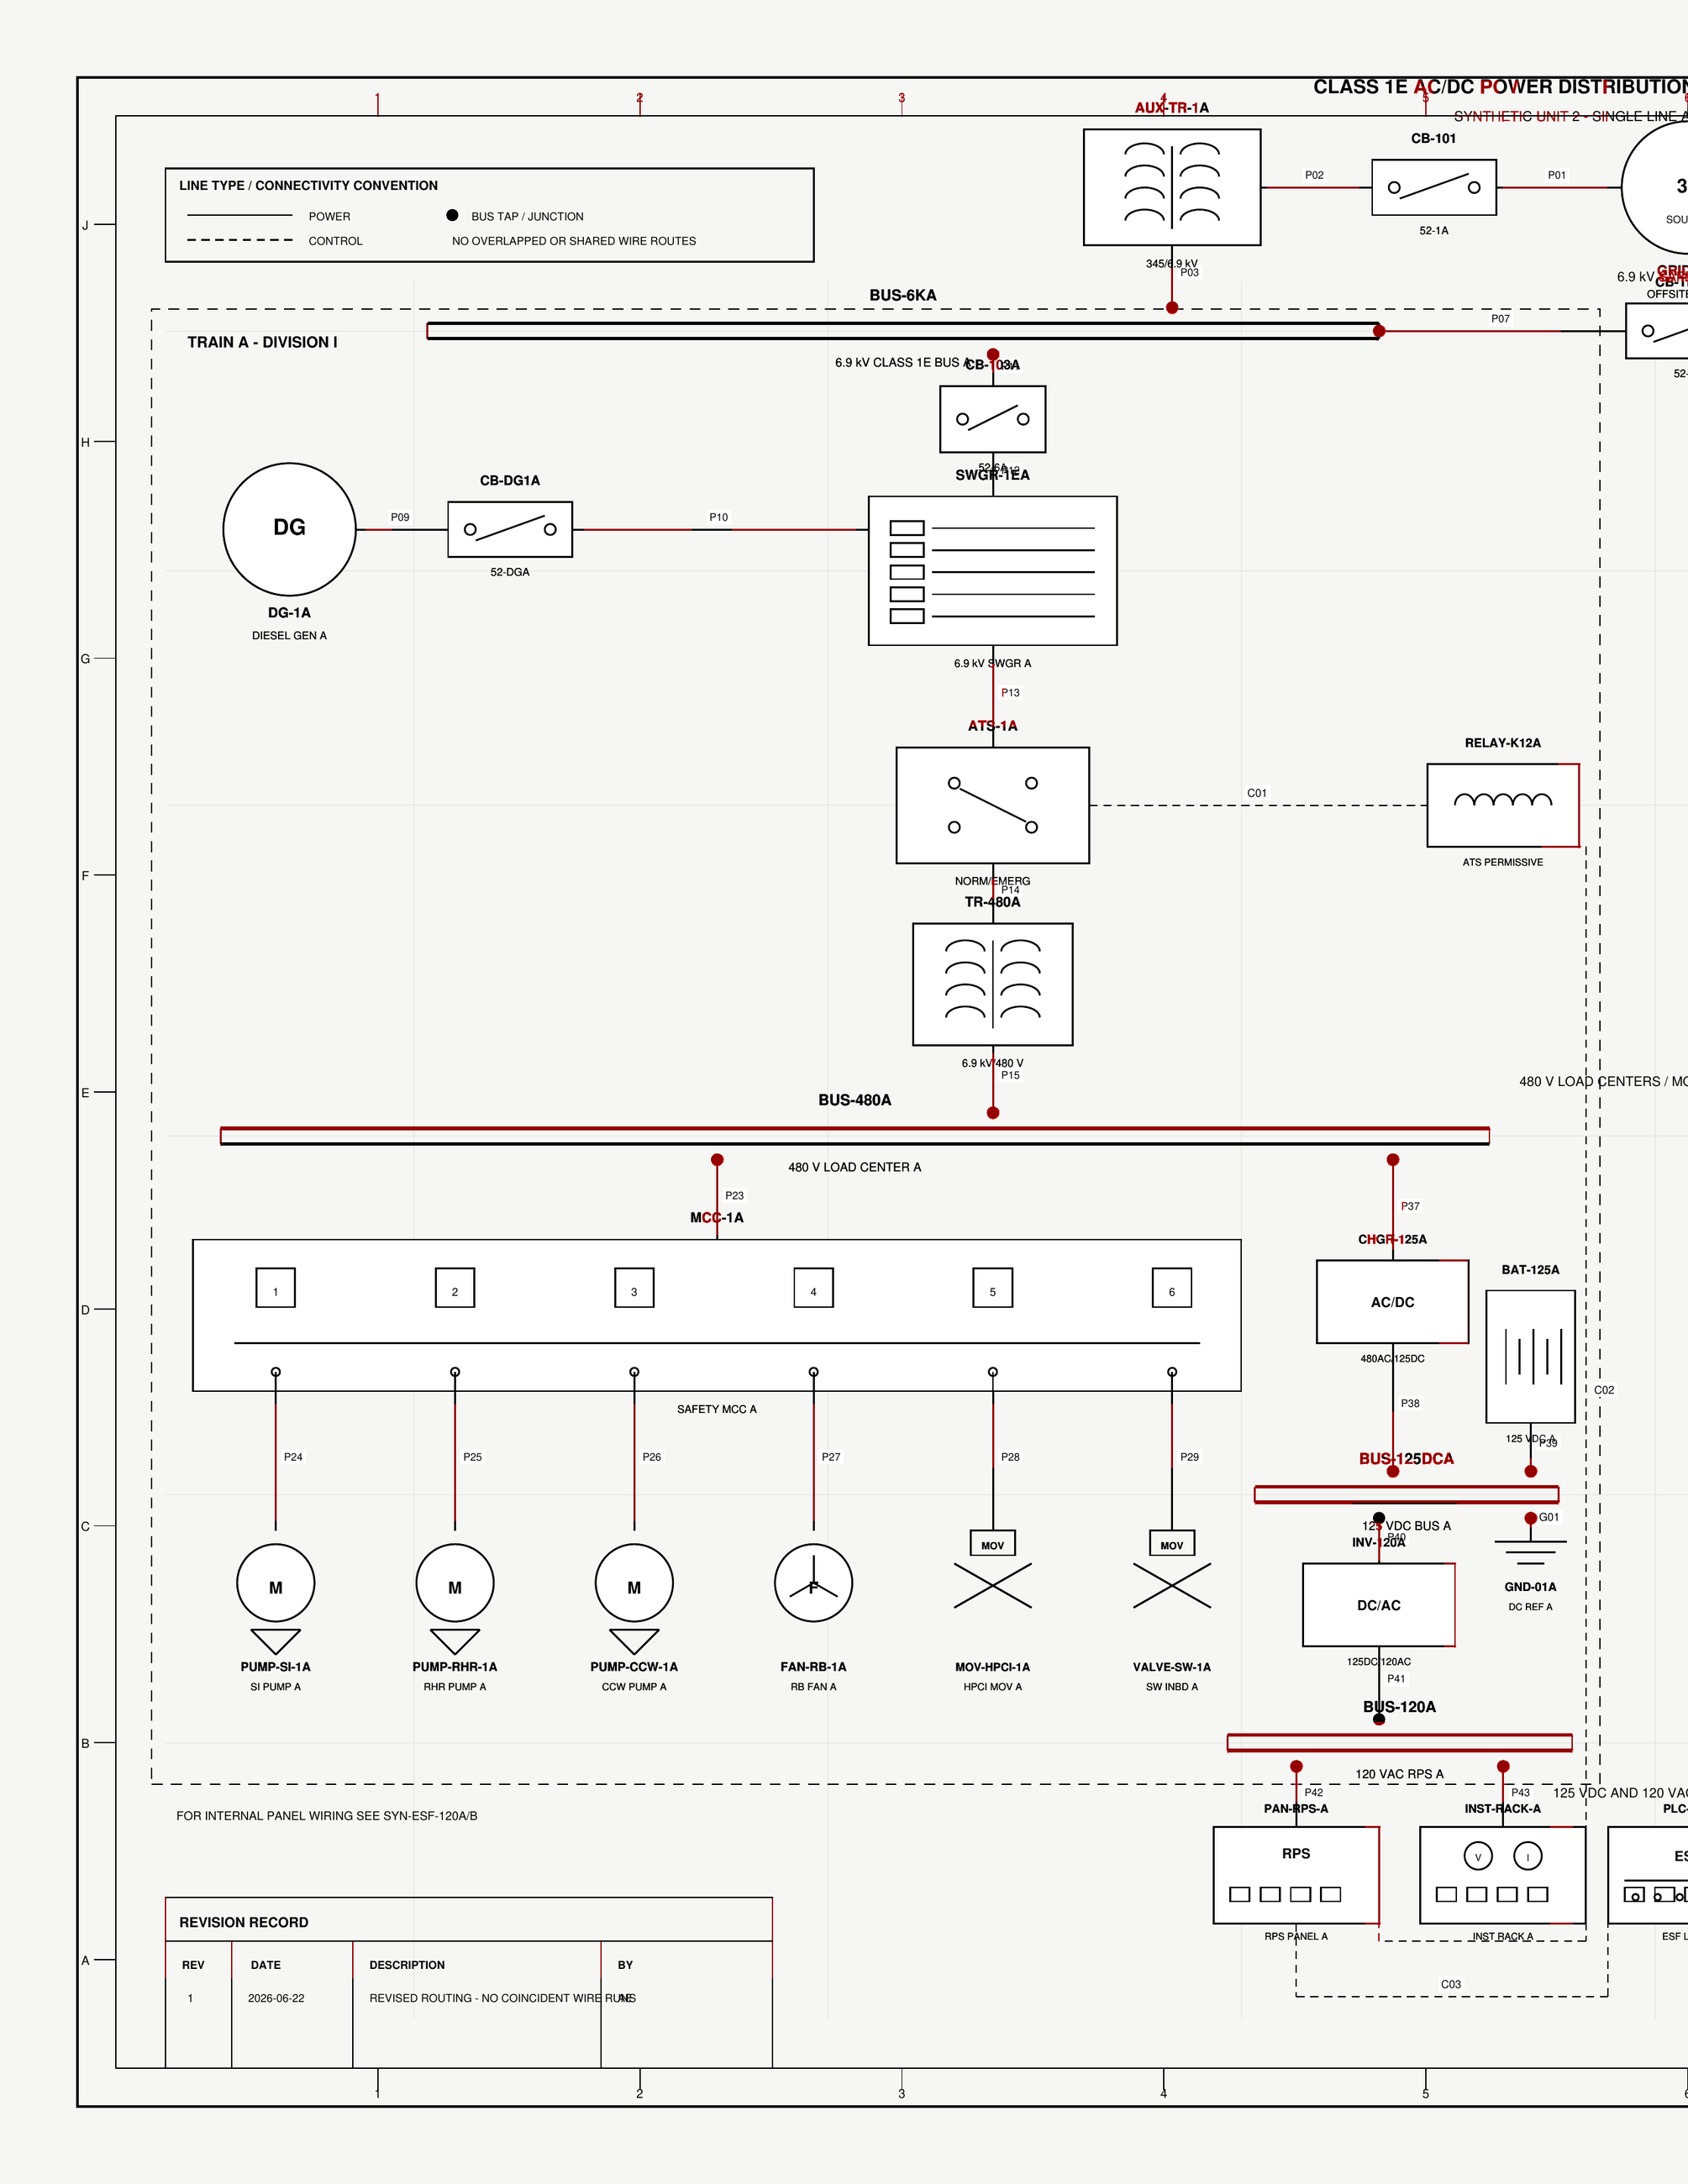 CLASS 1E AC/DC POWER DISTRIBUTION
SYNTHETIC UNIT 2 - SINGLE LINE A
1
2
3
4
5
6
AUX-TR-1A
345/6.9 kV
P02
CB-101
52-1A
P01
3
SOU
OFFSITE
6.9 kV
P03
LINE TYPE / CONNECTIVITY CONVENTION
POWER
BUS TAP / JUNCTION
CONTROL
NO OVERLAPPED OR SHARED WIRE ROUTES
J
H
G
F
E
D
C
B
A
BUS-6KA
TRAIN A - DIVISION I
6.9 kV CLASS 1E BUS A
P07
52-
CB-103A
SWGR-1EA
6.9 kV SWGR A
DG
DG-1A
DIESEL GEN A
P09
CB-DG1A
52-DGA
P10
P13
ATS-1A
NORM/EMERG
C01
RELAY-K12A
ATS PERMISSIVE
P14
TR-480A
6.9 kV/480 V
P15
480 V LOAD CENTERS / MC
BUS-480A
480 V LOAD CENTER A
P23
P37
MCC-1A
1
2
3
4
5
6
SAFETY MCC A
CHGR-125A
AC/DC
480AC/125DC
BAT-125A
125 VDC A
C02
P38
P39
P24
P25
P26
P27
P28
P29
BUS-125DCA
125 VDC BUS A
G01
P40
INV-120A
DC/AC
125DC/120AC
GND-01A
DC REF A
M
M
M
F
MOV
MOV
PUMP-SI-1A
SI PUMP A
PUMP-RHR-1A
RHR PUMP A
PUMP-CCW-1A
CCW PUMP A
FAN-RB-1A
RB FAN A
MOV-HPCI-1A
HPCI MOV A
VALVE-SW-1A
SW INBD A
P41
BUS-120A
120 VAC RPS A
125 VDC AND 120 VAC
P42
P43
PAN-RPS-A
RPS
RPS PANEL A
INST-RACK-A
V
I
INST RACK A
PLC-
ES
ESF L
C03
FOR INTERNAL PANEL WIRING SEE SYN-ESF-120A/B
REVISION RECORD
REV
DATE
DESCRIPTION
BY
1
2026-06-22
REVISED ROUTING - NO COINCIDENT WIRE RUNS
1
2
3
4
5
6